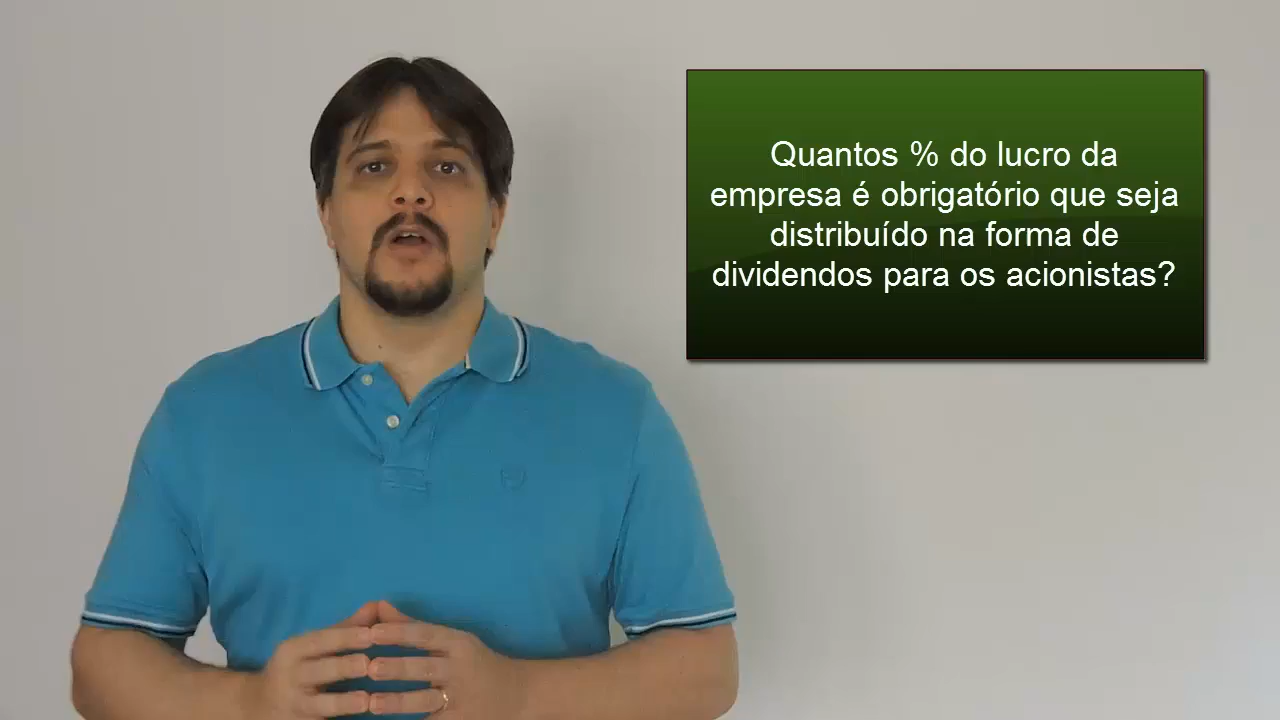 Quantos % do lucro da
empresa é obrigatório que seja
distribuído na forma de
dividendos para os acionistas?